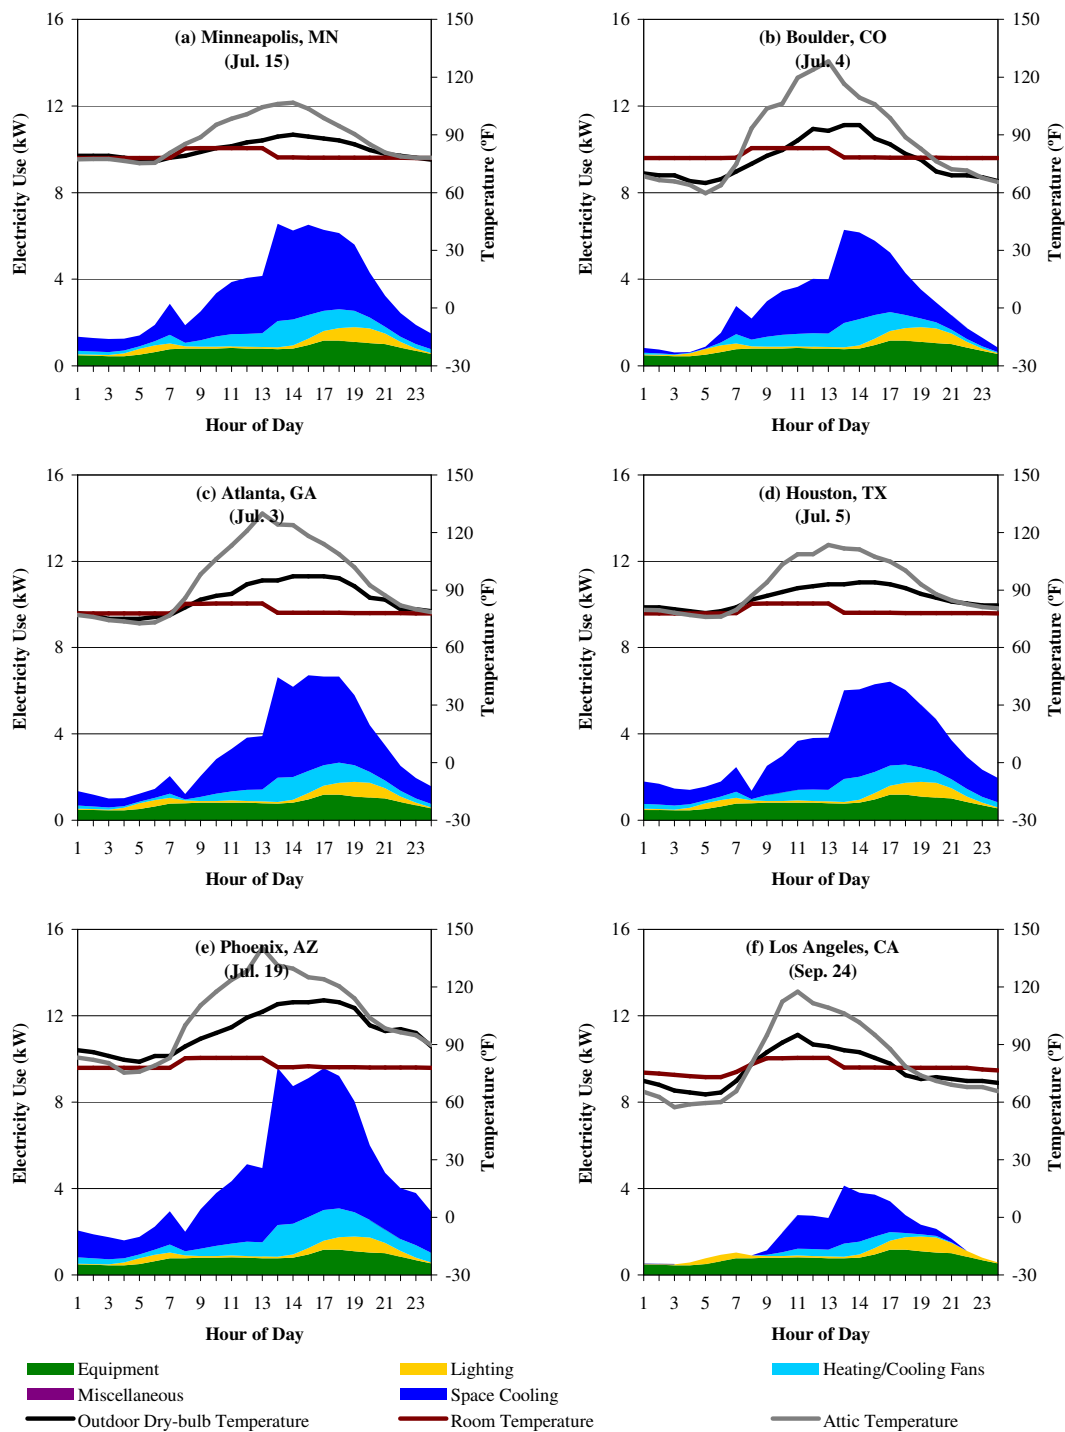 (a) Minneapolis, MN
(Jul. 15)
16
12
8
4
0
150
120
90
60
30
0
-30
Electricity Use (kW)
Temperature (ºF)
1 3 5 7 9 11 13 14 17 19 21 23
Hour of Day
(b) Boulder, CO
(Jul. 4)
16
12
8
4
0
150
120
90
60
30
0
-30
Electricity Use (kW)
Temperature (ºF)
1 3 5 7 9 11 13 14 17 19 21 23
Hour of Day
(c) Atlanta, GA
(Jul. 3)
16
12
8
4
0
150
120
90
60
30
0
-30
Electricity Use (kW)
Temperature (ºF)
1 3 5 7 9 11 13 14 17 19 21 23
Hour of Day
(d) Houston, TX
(Jul. 5)
16
12
8
4
0
150
120
90
60
30
0
-30
Electricity Use (kW)
Temperature (ºF)
1 3 5 7 9 11 13 14 17 19 21 23
Hour of Day
(e) Phoenix, AZ
(Jul. 19)
16
12
8
4
0
150
120
90
60
30
0
-30
Electricity Use (kW)
Temperature (ºF)
1 3 5 7 9 11 13 14 17 19 21 23
Hour of Day
(f) Los Angeles, CA
(Sep. 24)
16
12
8
4
0
150
120
90
60
30
0
-30
Electricity Use (kW)
Temperature (ºF)
1 3 5 7 9 11 13 14 17 19 21 23
Hour of Day
Equipment Lighting Heating/Cooling Fans
Miscellaneous Space Cooling
Outdoor Dry-bulb Temperature Room Temperature Attic Temperature